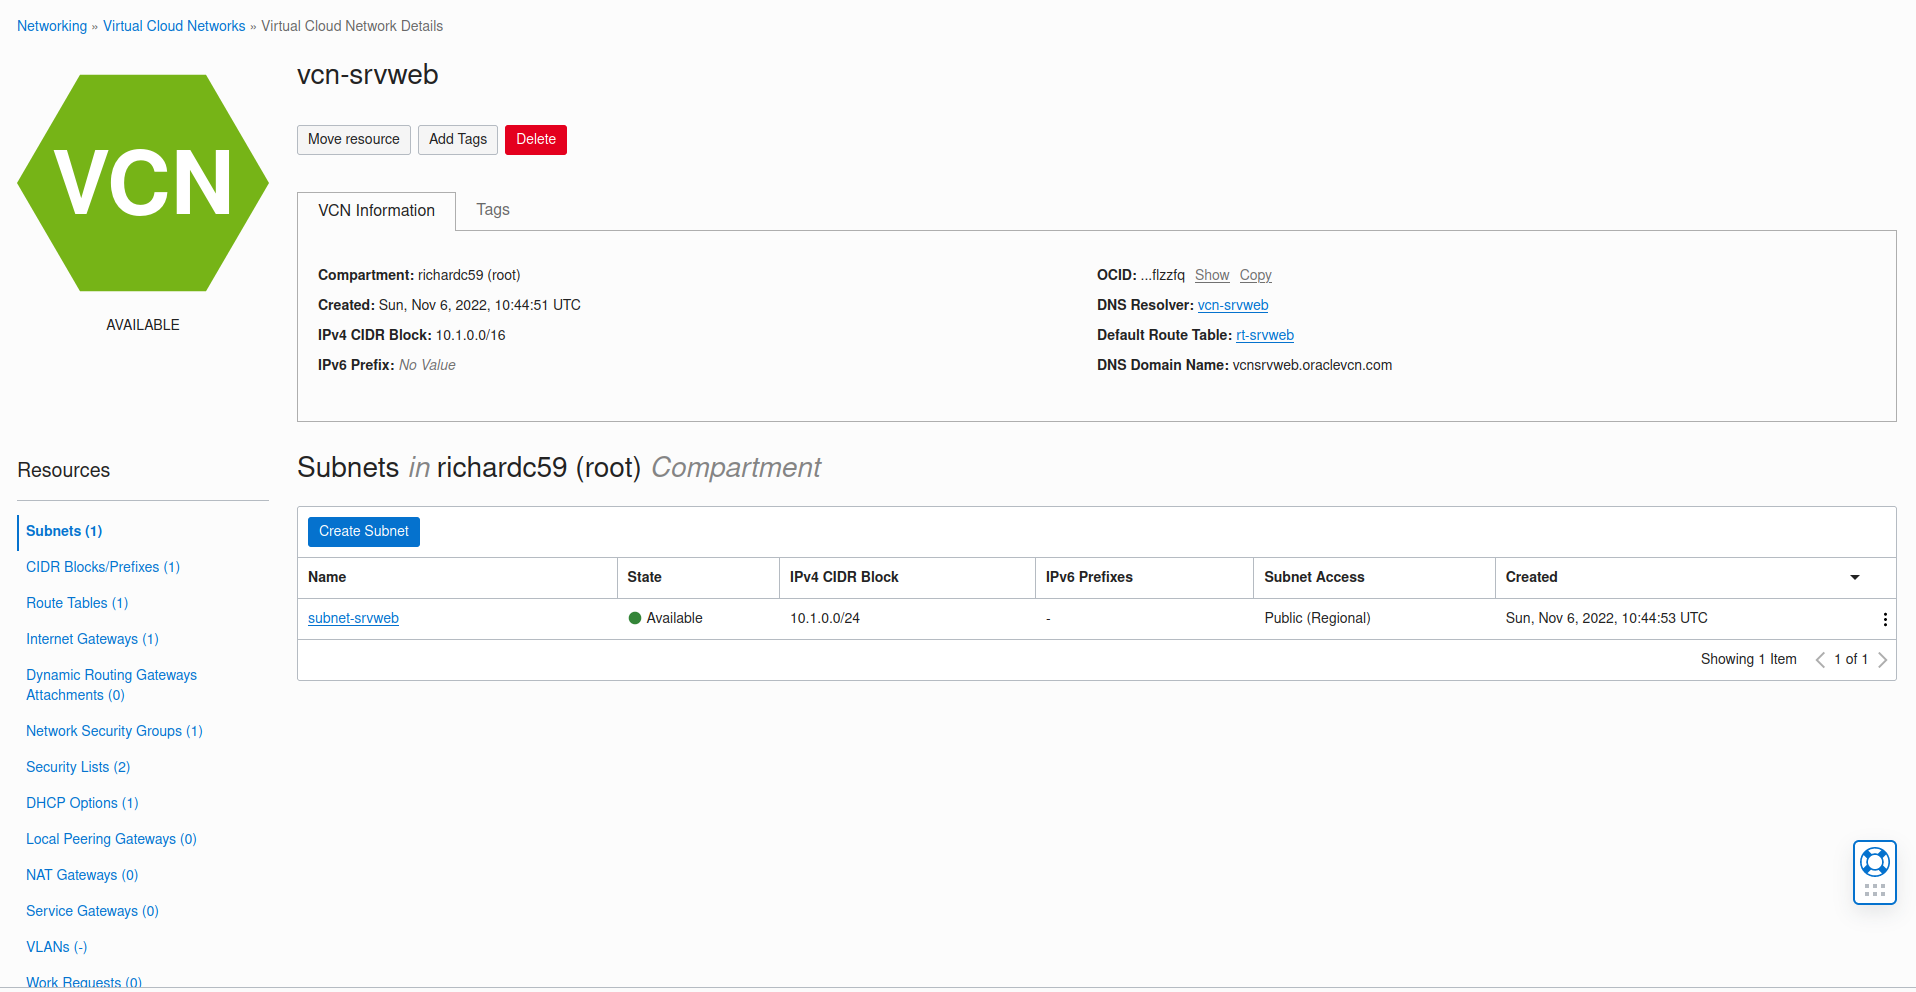 Networking » Virtual Cloud Networks » Virtual Cloud Network Details
VCN
AVAILABLE
vcn-srvweb
Move resource Add Tags Delete
VCN Information Tags
Compartment: richardc59 (root)
Created: Sun, Nov 6, 2022, 10:44:51 UTC
IPv4 CIDR Block: 10.1.0.0/16
IPv6 Prefix: No Value
OCID: ...flzzfq Show Copy
DNS Resolver: vcn-srvweb
Default Route Table: rt-srvweb
DNS Domain Name: vcnsrvweb.oraclevcn.com
Resources
Subnets (1)
CIDR Blocks/Prefixes (1)
Route Tables (1)
Internet Gateways (1)
Dynamic Routing Gateways
Attachments (0)
Network Security Groups (1)
Security Lists (2)
DHCP Options (1)
Local Peering Gateways (0)
NAT Gateways (0)
Service Gateways (0)
VLANs (-)
Work Requests (0)
Subnets in richardc59 (root) Compartment
Create Subnet
Name State IPv4 CIDR Block IPv6 Prefixes Subnet Access Created
subnet-srvweb Available 10.1.0.0/24 - Public (Regional) Sun, Nov 6, 2022, 10:44:53 UTC
Showing 1 Item 1 of 1